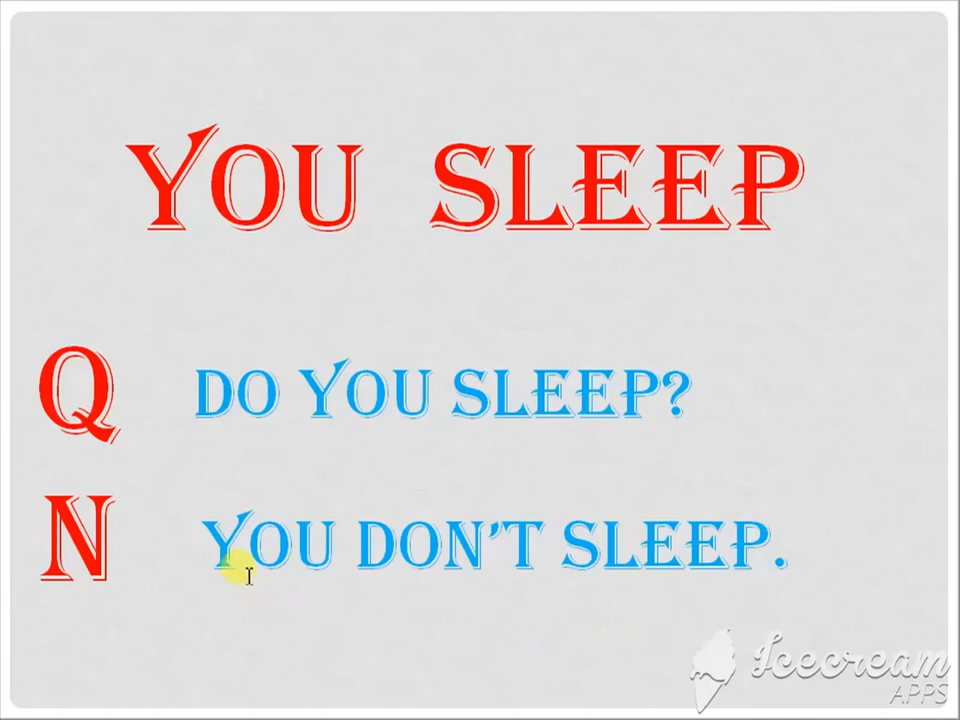 YOU SLEEP
Q DO YOU SLEEP?
N YOU DON'T SLEEP.
Icecream
APPS